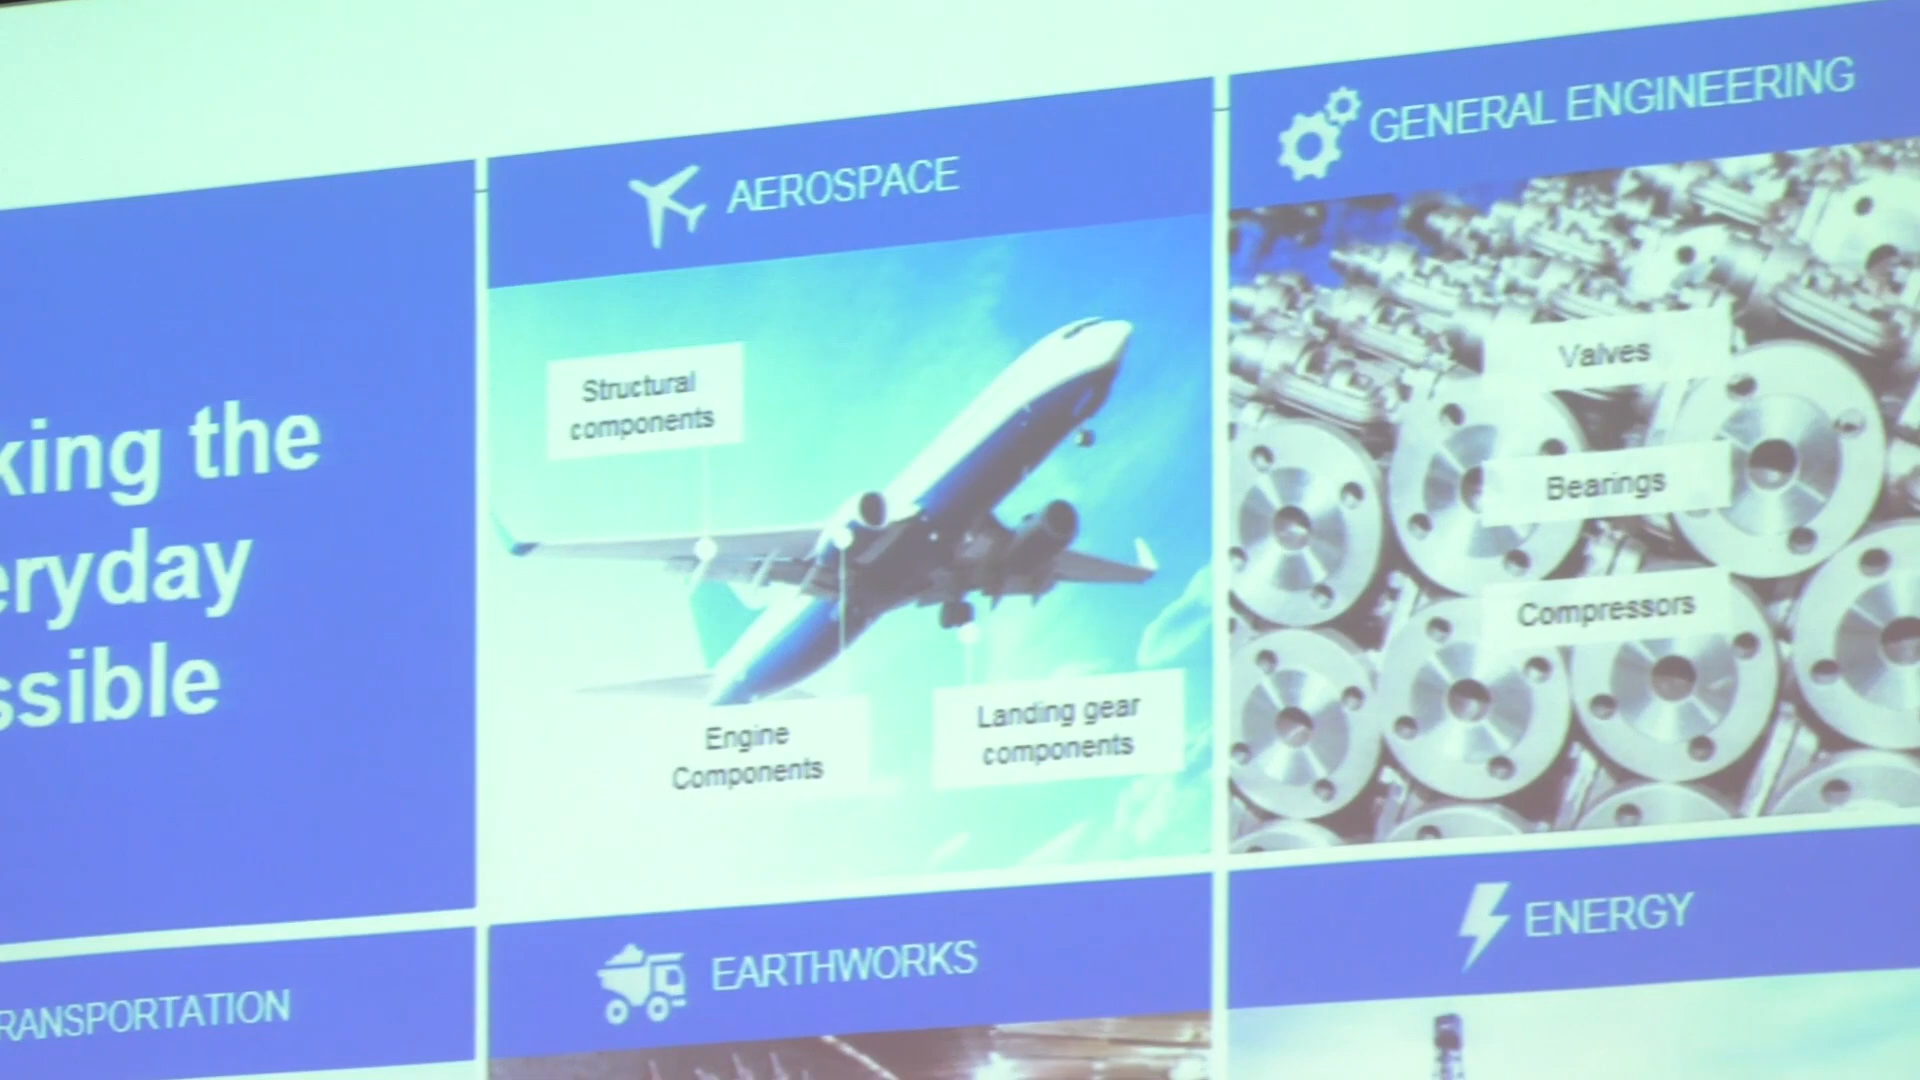 AEROSPACE
GENERAL ENGINEERING
king the
eryday
ssible
Structural
components
Engine
Components
Landing gear
components
Valves
Bearings
Compressors
RANSPORTATION
EARTHWORKS
ENERGY